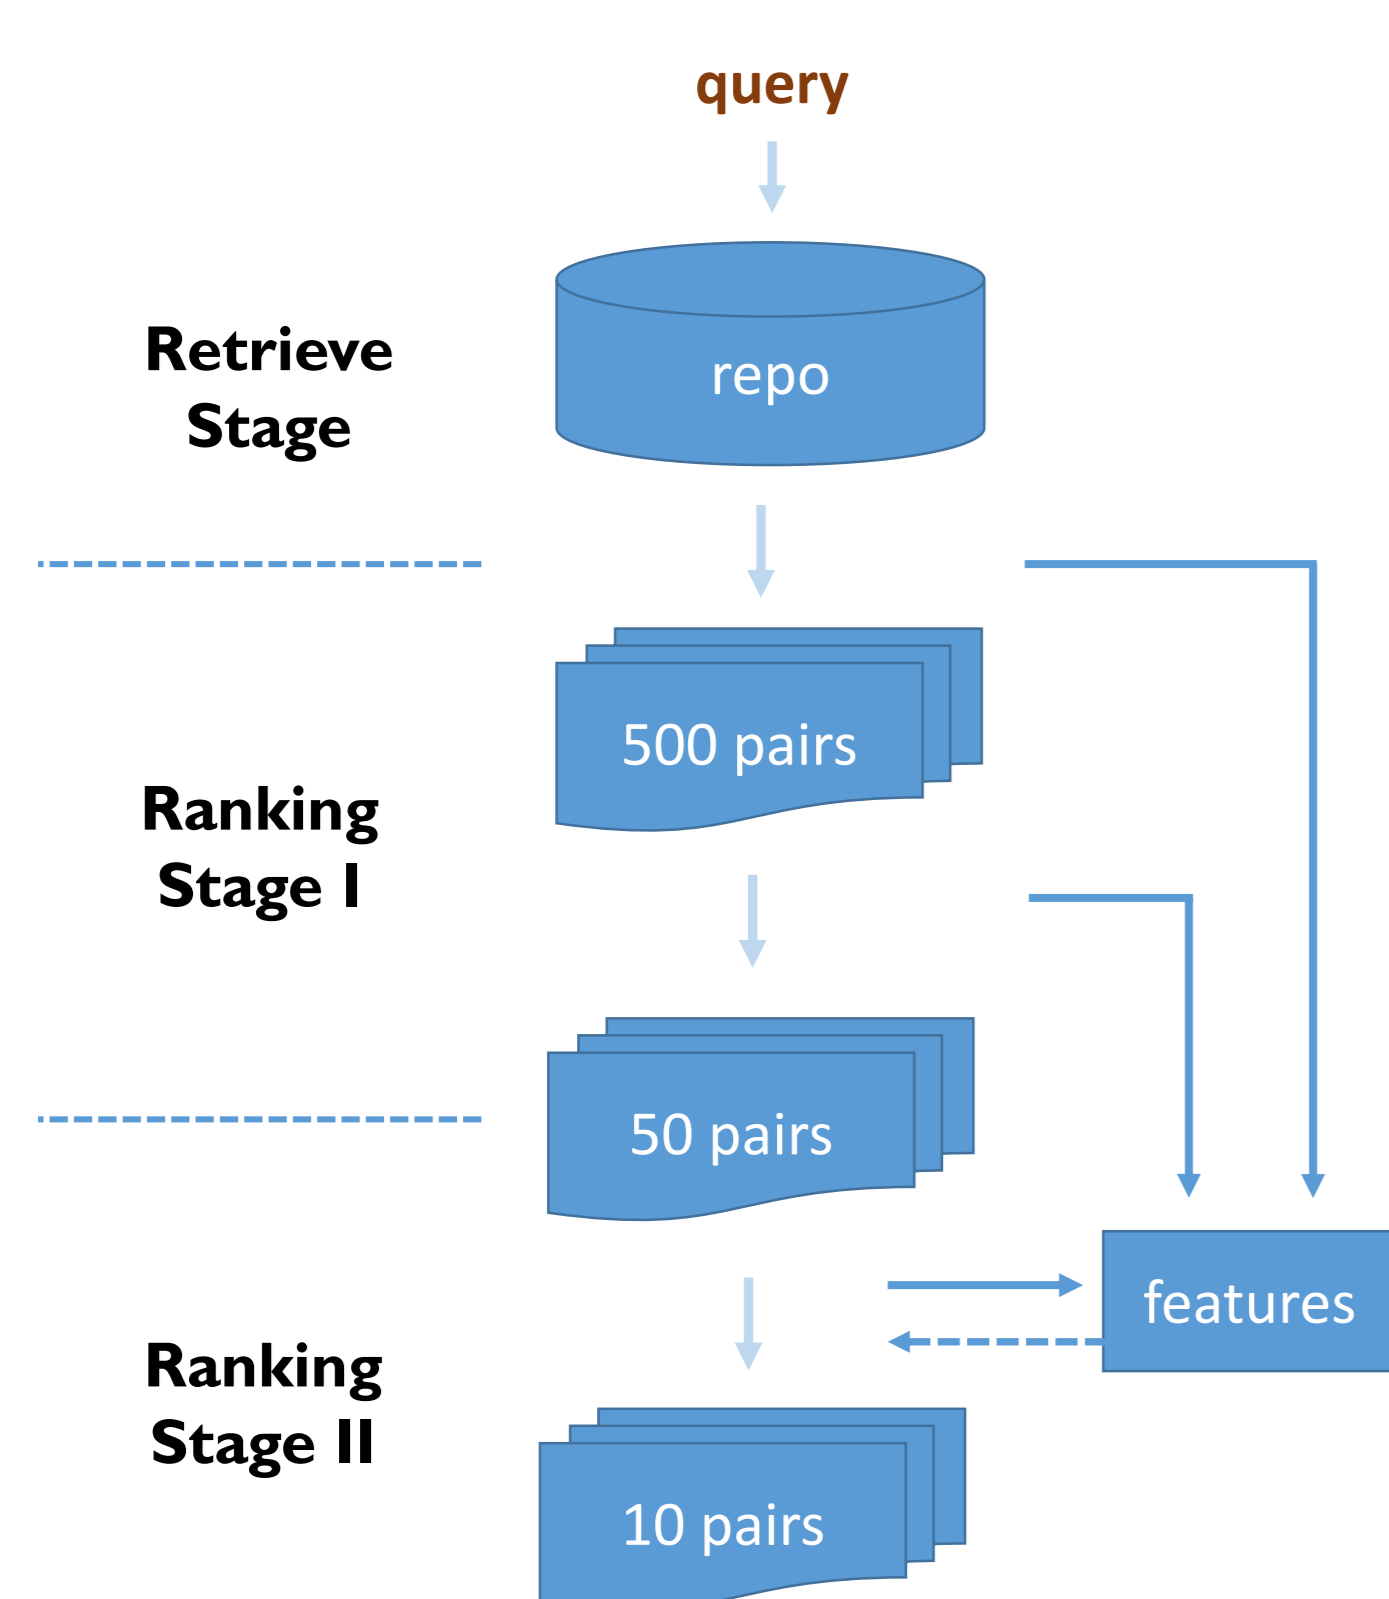 query
Retrieve
Stage
repo
500 pairs
Ranking
Stage I
50 pairs
features
Ranking
Stage II
10 pairs